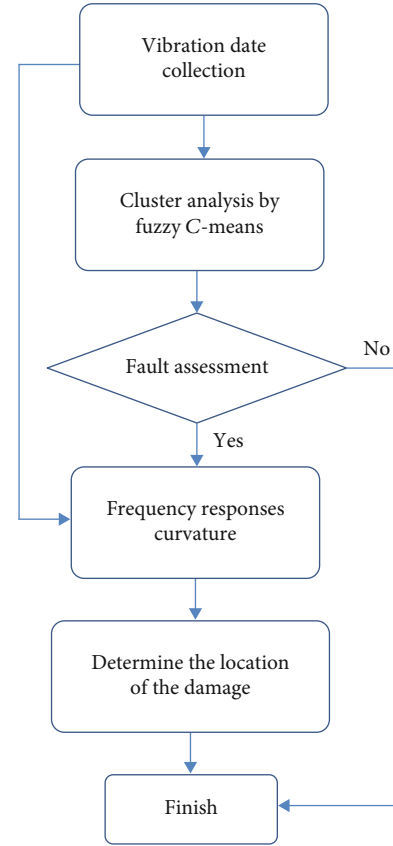 Vibration date
collection
Cluster analysis by
fuzzy C-means
Fault assessment
No
Yes
Frequency responses
curvature
Determine the location
of the damage
Finish